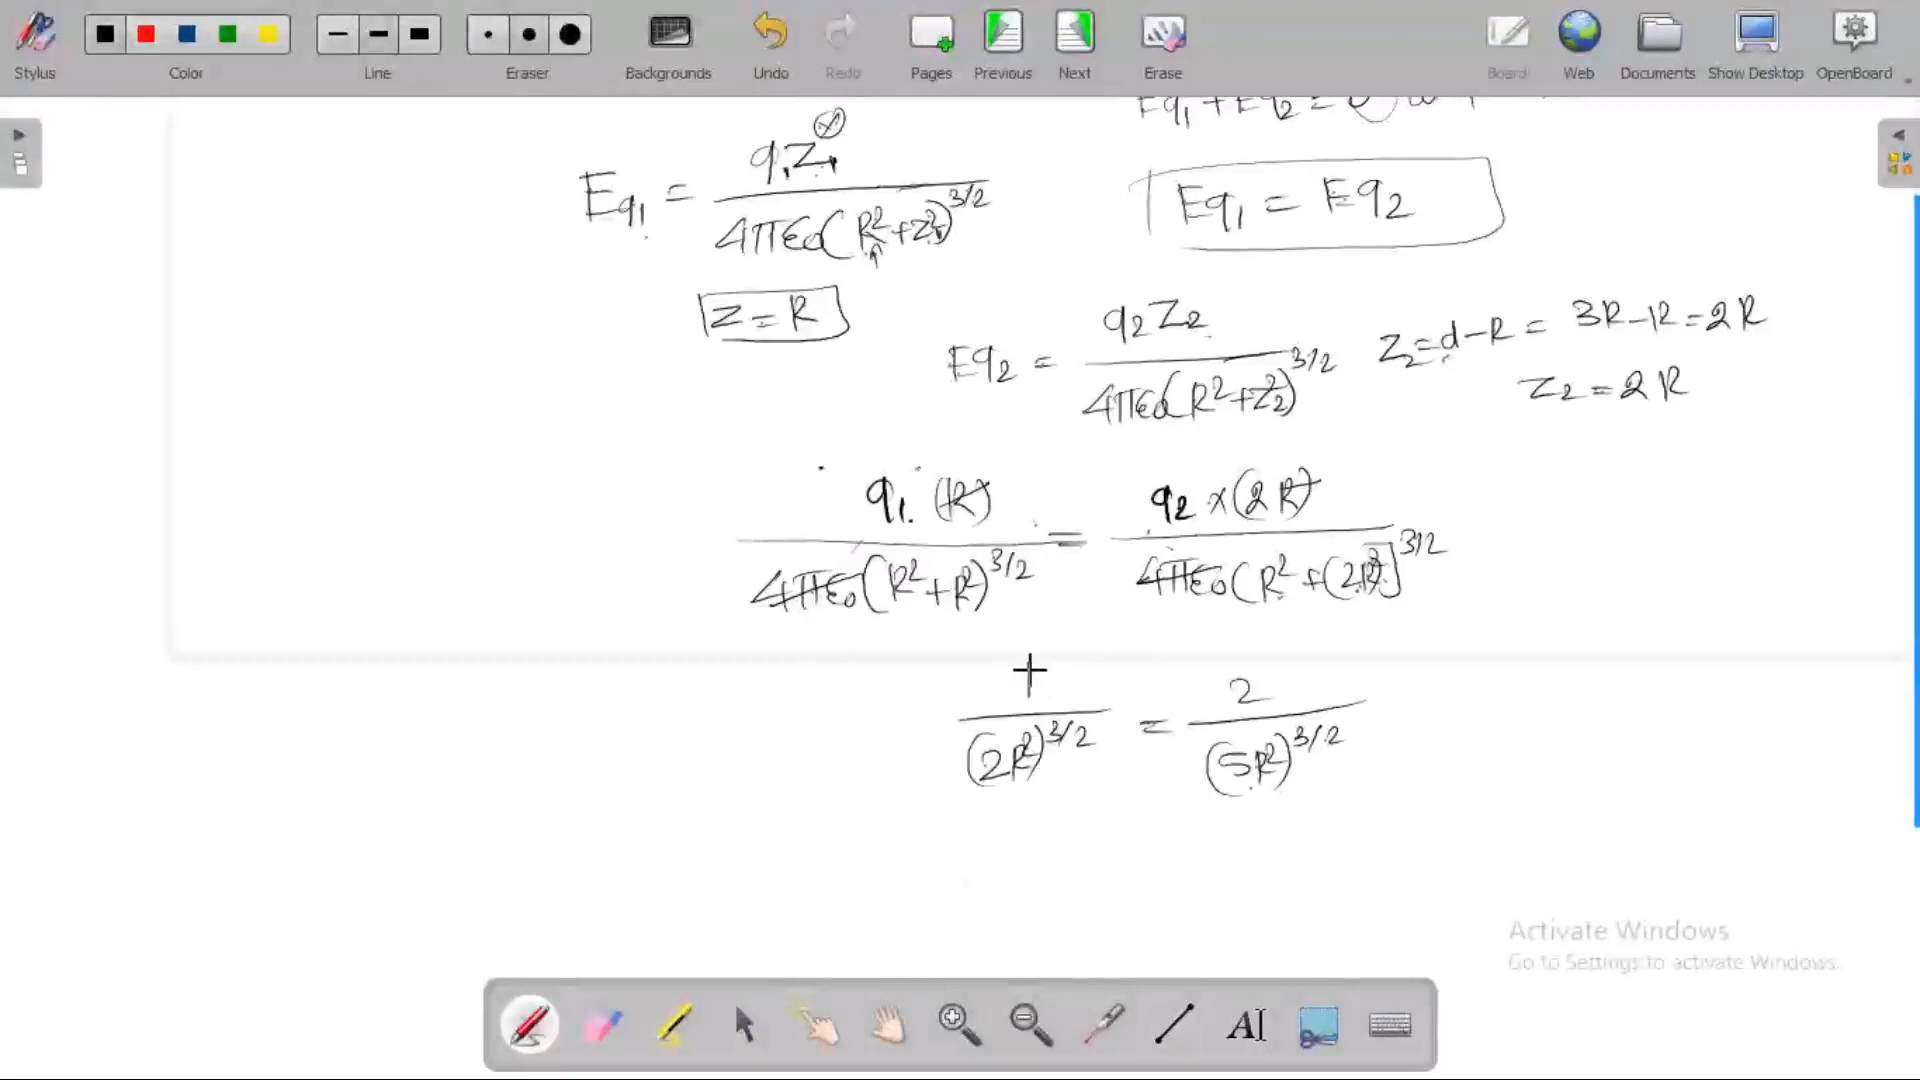 Stylus Color Line Eraser Backgrounds Undo Redo Pages Previous Next Erase Board Web Documents Show Desktop OpenBoard
Eq₁ + Eq₂ = 0
Eq₁ = q₁Z₁ / 4πε₀(R²+Z₁²)^3/2
Eq₁ = Eq₂
Z = R
Eq₂ = q₂Z₂ / 4πε₀(R²+Z₂²)^3/2
Z₂ = d-R = 3R-R = 2R
Z₂ = 2R
q₁(R) / 4πε₀(R²+R²)^3/2 = q₂×(2R) / 4πε₀(R²+(2R)²]^3/2
/ (2R²)^3/2 = 2 / (5R²)^3/2
Activate Windows
Go to Settings to activate Windows.